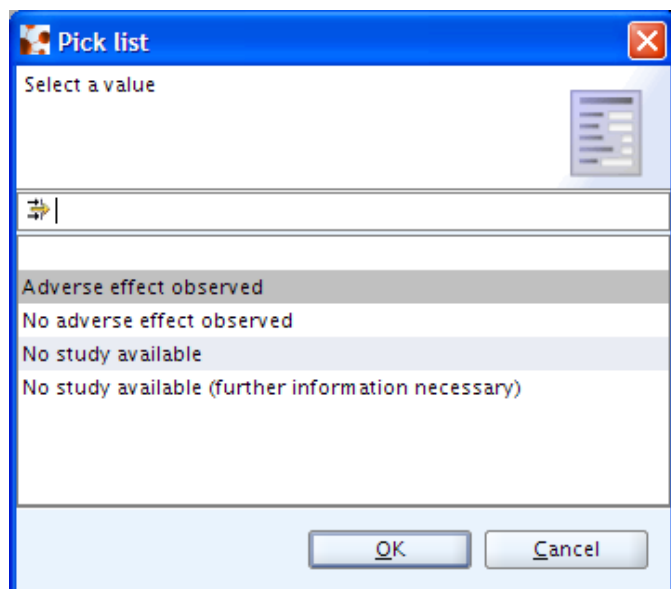 Pick list
Select a value
Adverse effect observed
No adverse effect observed
No study available
No study available (further information necessary)
OK
Cancel